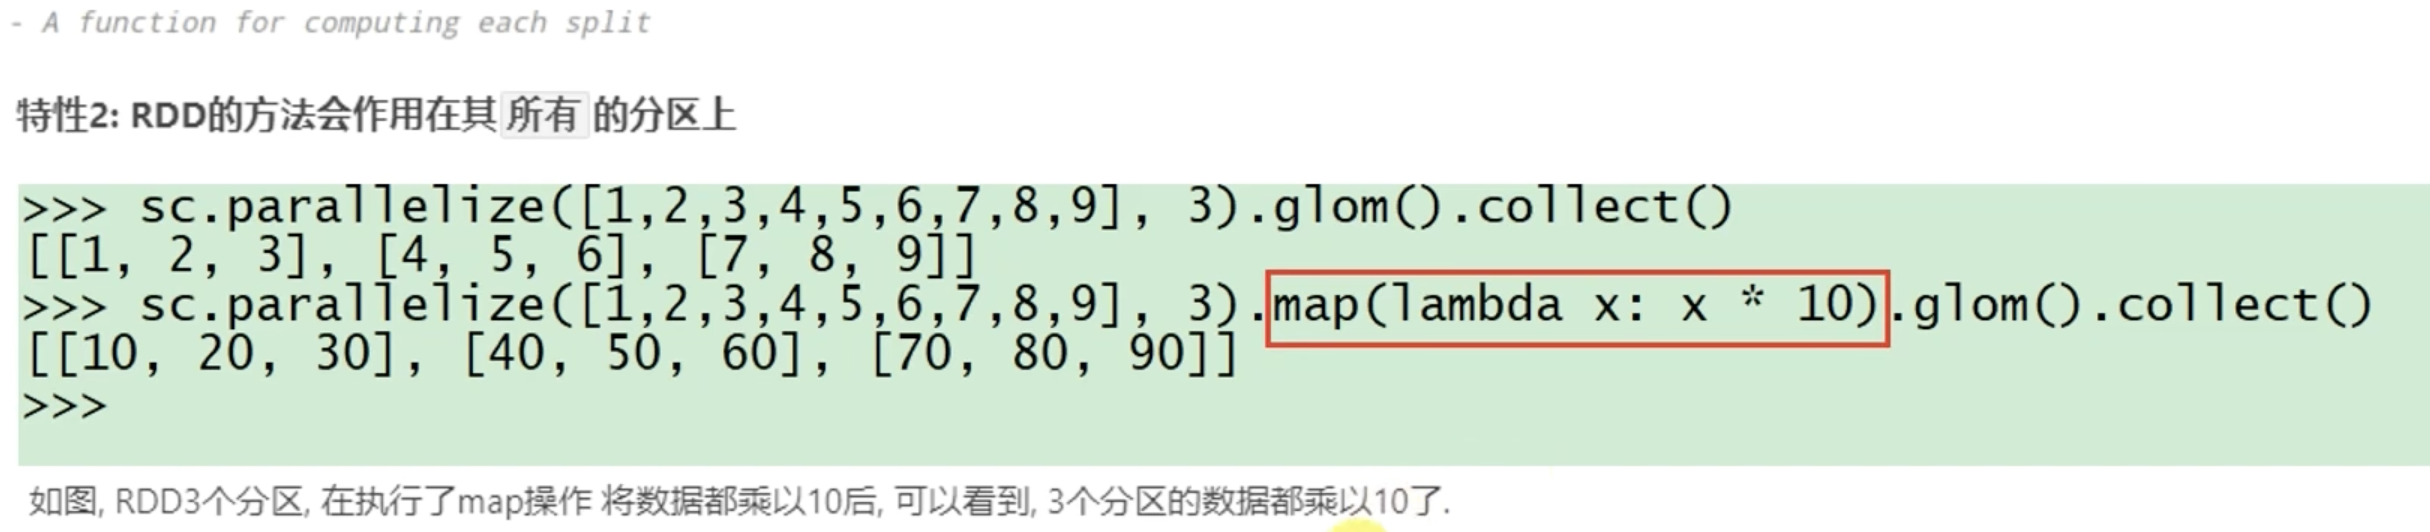 - A function for computing each split
特性2: RDD的方法会作用在其 所有 的分区上
>>> sc.parallelize([1,2,3,4,5,6,7,8,9], 3).glom().collect()
[[1, 2, 3], [4, 5, 6], [7, 8, 9]]
>>> sc.parallelize([1,2,3,4,5,6,7,8,9], 3).map(lambda x: x * 10).glom().collect()
[[10, 20, 30], [40, 50, 60], [70, 80, 90]]
>>>
如图, RDD3个分区, 在执行了map操作 将数据都乘以10后, 可以看到, 3个分区的数据都乘以10了.